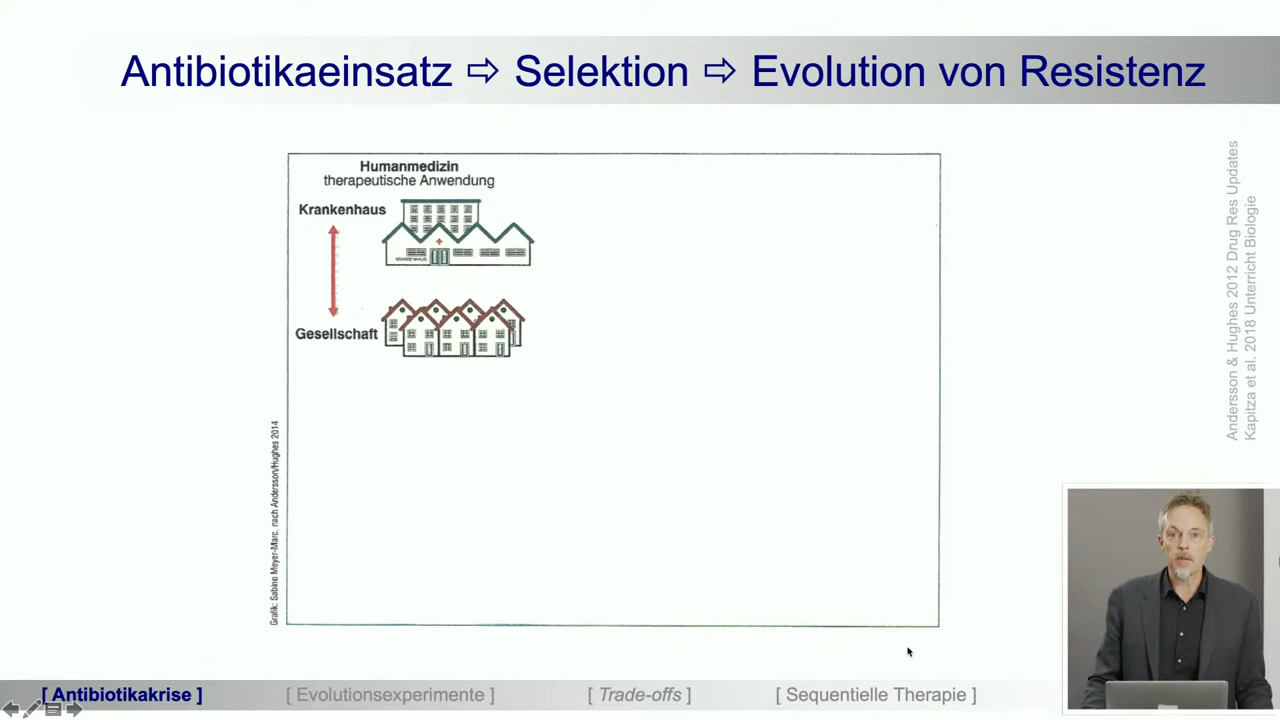 Antibiotikaeinsatz ⇨ Selektion ⇨ Evolution von Resistenz
Humanmedizin
therapeutische Anwendung
Krankenhaus
KRANKENHAUS
Gesellschaft
Grafik: Sabine Meyer-Marc. nach Andersson/Hughes 2014
Andersson & Hughes 2012 Drug Res Updates
Kapitza et al. 2018 Unterricht Biologie
[ Antibiotikakrise ]
[ Evolutionsexperimente ]
[ Trade-offs ]
[ Sequentielle Therapie ]